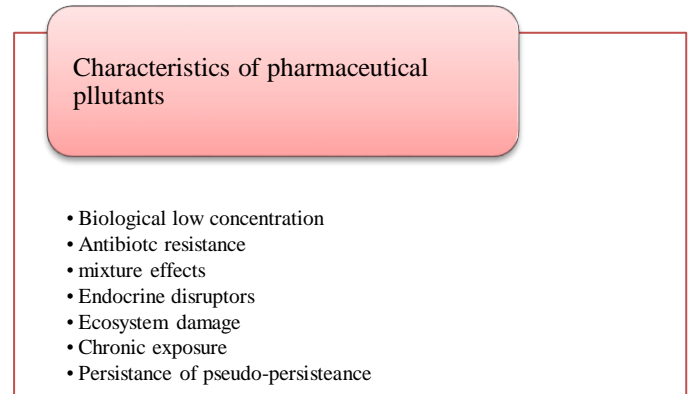 Characteristics of pharmaceutical
pllutants
• Biological low concentration
• Antibiotc resistance
• mixture effects
• Endocrine disruptors
• Ecosystem damage
• Chronic exposure
• Persistance of pseudo-persisteance